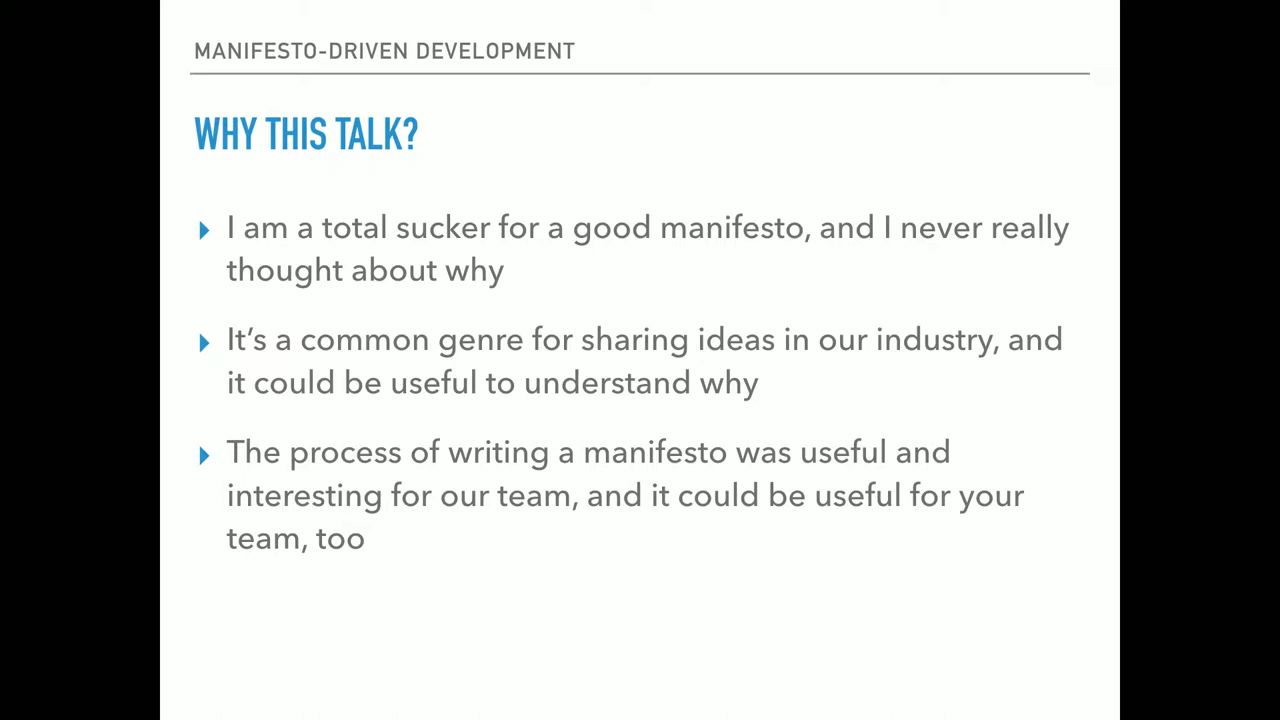 MANIFESTO-DRIVEN DEVELOPMENT
WHY THIS TALK?
I am a total sucker for a good manifesto, and I never really
thought about why
It’s a common genre for sharing ideas in our industry, and
it could be useful to understand why
The process of writing a manifesto was useful and
interesting for our team, and it could be useful for your
team, too